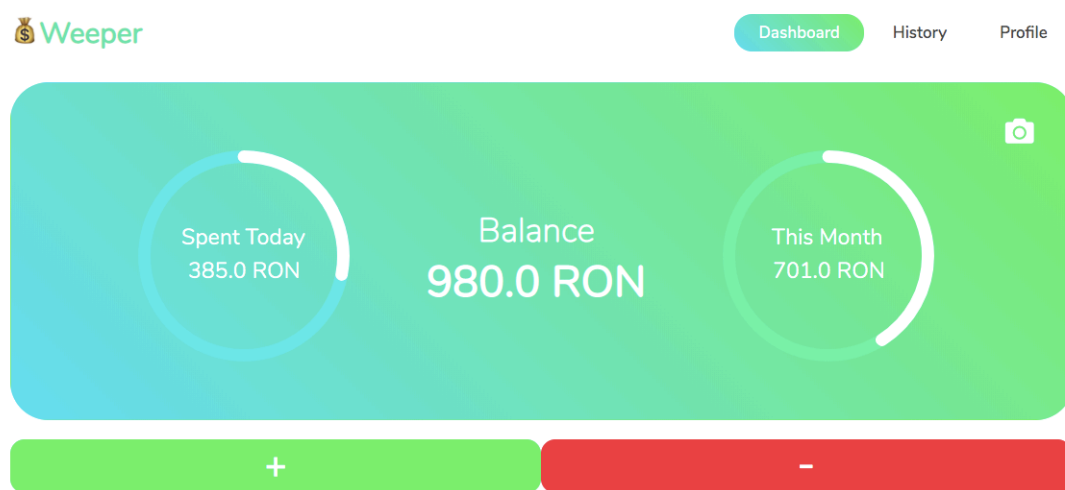 Weeper
Dashboard
History
Profile
Spent Today
385.0 RON
Balance
980.0 RON
This Month
701.0 RON
+
-